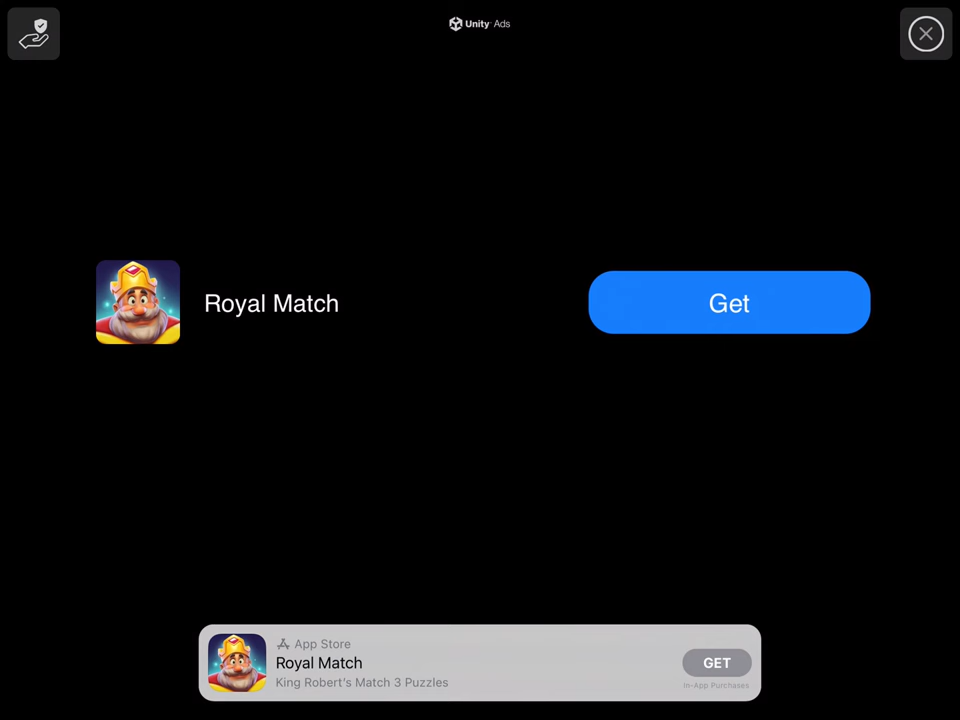 Unity Ads
Royal Match
Get
App Store
Royal Match
King Robert's Match 3 Puzzles
GET
In-App Purchases